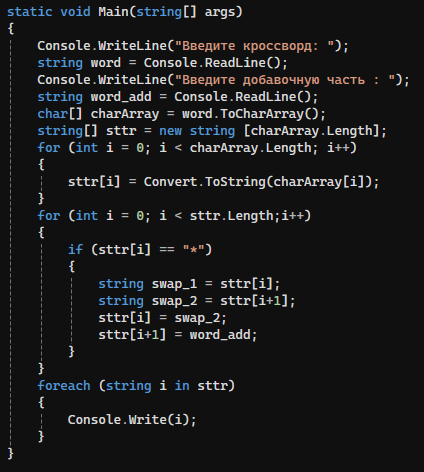 static void Main(string[] args)
{
    Console.WriteLine("Введите кроссворд: ");
    string word = Console.ReadLine();
    Console.WriteLine("Введите добавочную часть : ");
    string word_add = Console.ReadLine();
    char[] charArray = word.ToCharArray();
    string[] sttr = new string [charArray.Length];
    for (int i = 0; i < charArray.Length; i++)
    {
        sttr[i] = Convert.ToString(charArray[i]);
    }
    for (int i = 0; i < sttr.Length;i++)
    {
        if (sttr[i] == "*")
        {
            string swap_1 = sttr[i];
            string swap_2 = sttr[i+1];
            sttr[i] = swap_2;
            sttr[i+1] = word_add;
        }
    }
    foreach (string i in sttr)
    {
        Console.Write(i);
    }
}